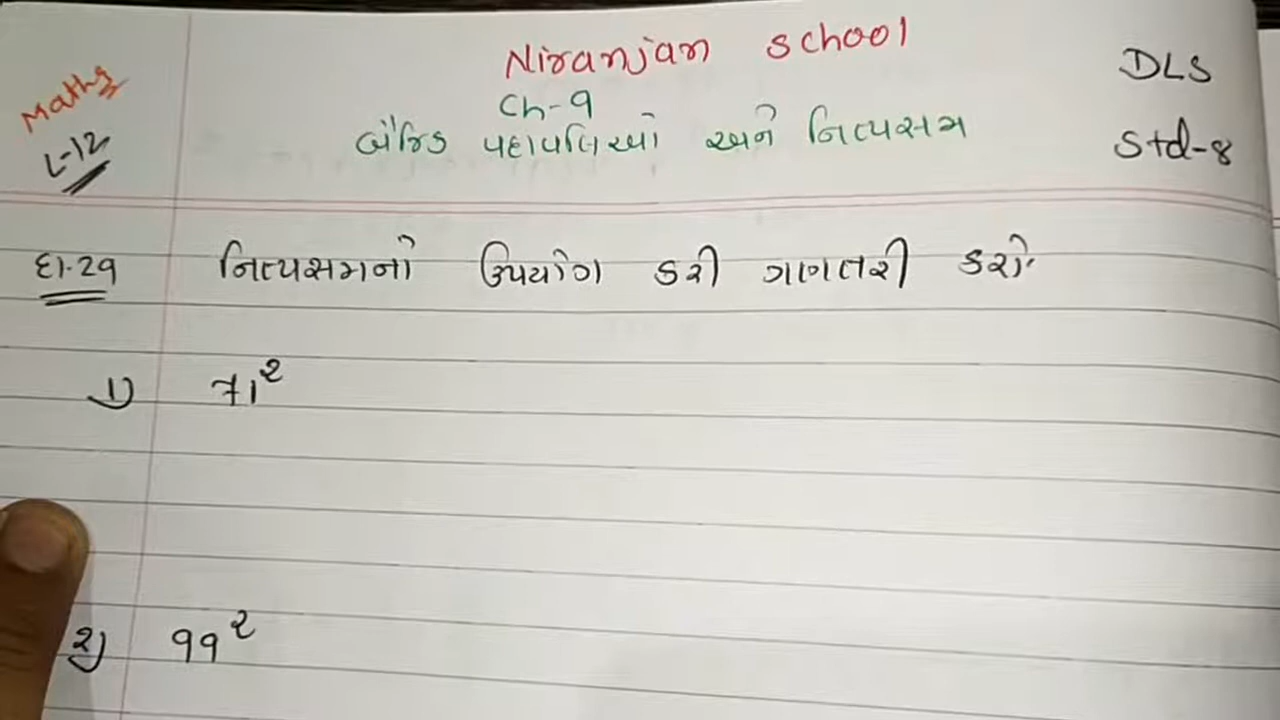 Niranjan school
Maths
L-12
Ch-9
બૈજિક પદાવલિઓ અને નિત્યસમ
DLS
Std-8
દા.29 નિત્યસમનો ઉપયોગ કરી ગણતરી કરો.
1) 71²
2) 99²